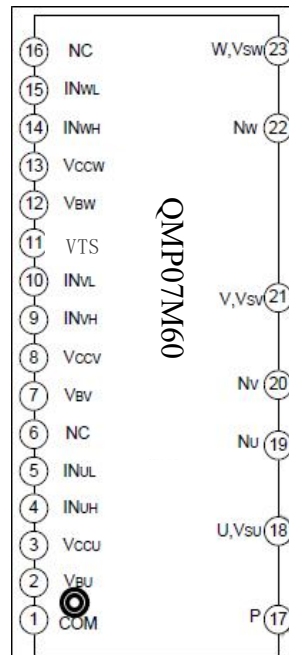 16 NC
15 INWL
14 INWH
13 VCCW
12 VBW
11 VTS
10 INVL
9 INVH
8 VCCV
7 VBV
6 NC
5 INUL
4 INUH
3 VCCU
2 VBU
1 COM
QMP07M60
W,VSW 23
NW 22
V,VSV 21
NV 20
NU 19
U,VSU 18
P 17